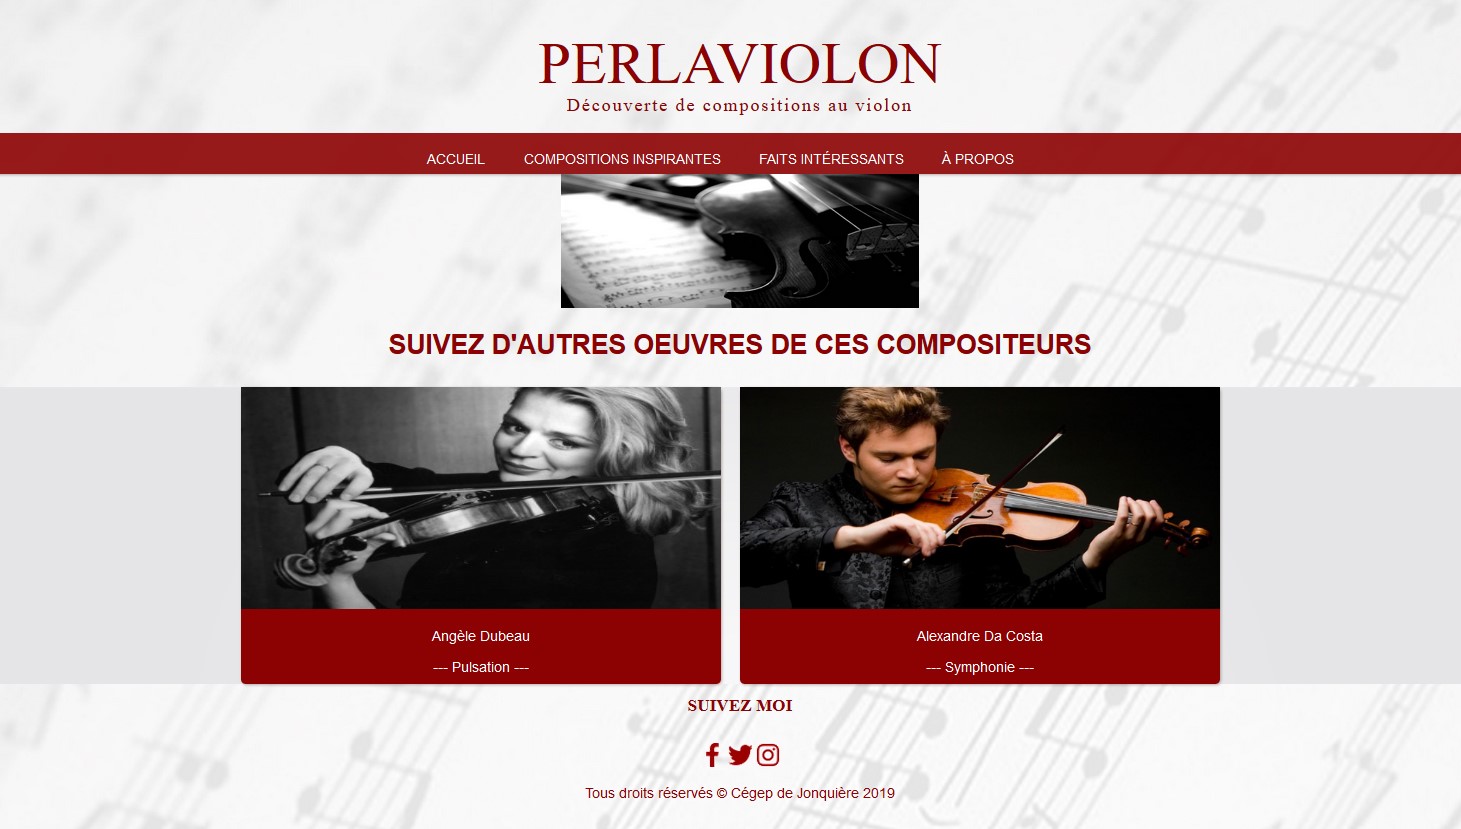 PERLAVIOLON
Découverte de compositions au violon
ACCUEIL COMPOSITIONS INSPIRANTES FAITS INTÉRESSANTS À PROPOS
SUIVEZ D'AUTRES OEUVRES DE CES COMPOSITEURS
Angèle Dubeau
--- Pulsation ---
Alexandre Da Costa
--- Symphonie ---
SUIVEZ MOI
Tous droits réservés © Cégep de Jonquière 2019